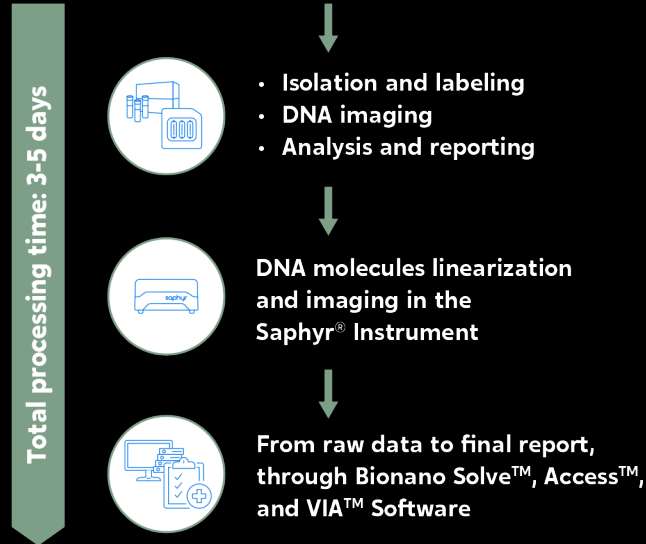 Total processing time: 3-5 days
• Isolation and labeling
• DNA imaging
• Analysis and reporting
saphyr
DNA molecules linearization
and imaging in the
Saphyr® Instrument
From raw data to final report,
through Bionano Solve™, Access™,
and VIA™ Software